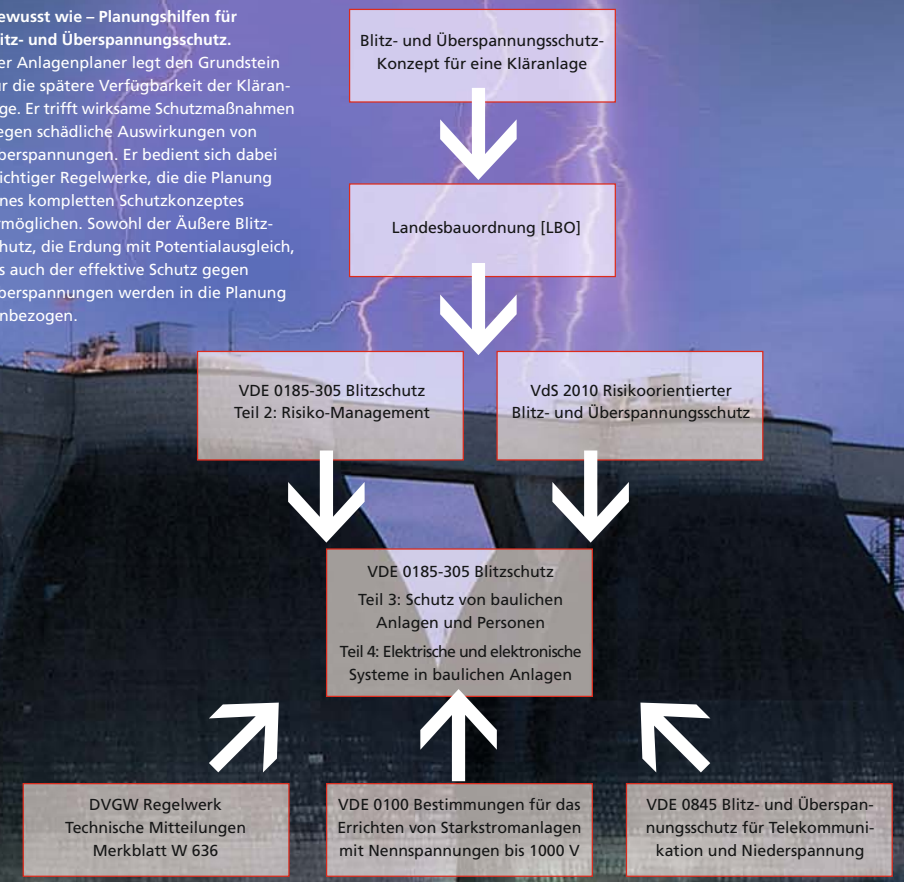 ewusst wie – Planungshilfen für
litz- und Überspannungsschutz.
er Anlagenplaner legt den Grundstein
ür die spätere Verfügbarkeit der Kläran-
ge. Er trifft wirksame Schutzmaßnahmen
egen schädliche Auswirkungen von
berspannungen. Er bedient sich dabei
ichtiger Regelwerke, die die Planung
nes kompletten Schutzkonzeptes
rmöglichen. Sowohl der Äußere Blitz-
hutz, die Erdung mit Potentialausgleich,
s auch der effektive Schutz gegen
berspannungen werden in die Planung
nbezogen.
Blitz- und Überspannungsschutz-
Konzept für eine Kläranlage
Landesbauordnung [LBO]
VDE 0185-305 Blitzschutz
Teil 2: Risiko-Management
VdS 2010 Risikoorientierter
Blitz- und Überspannungsschutz
VDE 0185-305 Blitzschutz
Teil 3: Schutz von baulichen
Anlagen und Personen
Teil 4: Elektrische und elektronische
Systeme in baulichen Anlagen
DVGW Regelwerk
Technische Mitteilungen
Merkblatt W 636
VDE 0100 Bestimmungen für das
Errichten von Starkstromanlagen
mit Nennspannungen bis 1000 V
VDE 0845 Blitz- und Überspan-
nungsschutz für Telekommuni-
kation und Niederspannung